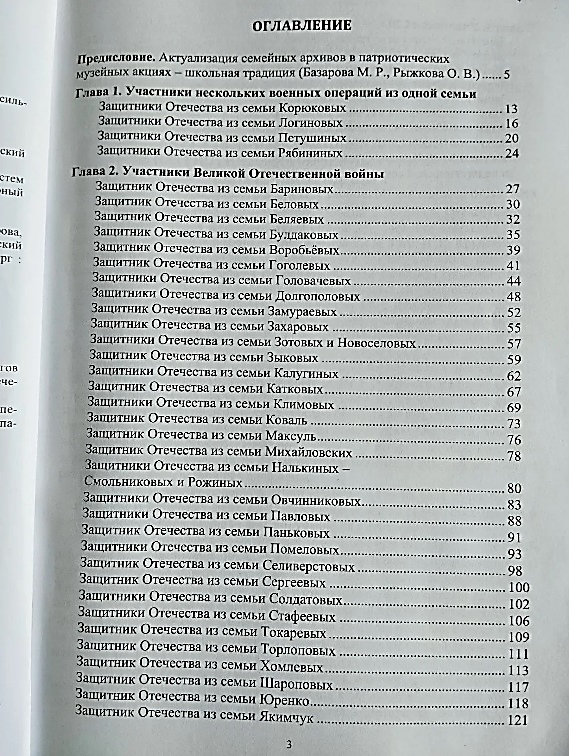 ОГЛАВЛЕНИЕ
Предисловие. Актуализация семейных архивов в патриотических
музейных акциях – школьная традиция (Базарова М. Р., Рыжкова О. В.)......5
Глава 1. Участники нескольких военных операций из одной семьи
Защитники Отечества из семьи Корюковых 13
Защитники Отечества из семьи Логиновых 16
Защитники Отечества из семьи Петушиных 20
Защитники Отечества из семьи Рябининых 24
Глава 2. Участники Великой Отечественной войны
Защитник Отечества из семьи Бариновых 27
Защитник Отечества из семьи Беловых 30
Защитник Отечества из семьи Беляевых 32
Защитник Отечества из семьи Булдаковых 35
Защитник Отечества из семьи Воробьёвых 39
Защитник Отечества из семьи Гоголевых 41
Защитники Отечества из семьи Головачевых 44
Защитники Отечества из семьи Долгополовых 48
Защитник Отечества из семьи Замураевых 52
Защитник Отечества из семьи Захаровых 55
Защитники Отечества из семьи Зотовых и Новоселовых 57
Защитник Отечества из семьи Зыковых 59
Защитники Отечества из семьи Калугиных 62
Защитник Отечества из семьи Катковых 67
Защитники Отечества из семьи Климовых 69
Защитник Отечества из семьи Коваль 73
Защитник Отечества из семьи Максуль 76
Защитник Отечества из семьи Михайловских 78
Защитники Отечества из семьи Налькиных –
Смольниковых и Рожиных 80
Защитники Отечества из семьи Овчинниковых 83
Защитники Отечества из семьи Павловых 88
Защитник Отечества из семьи Паньковых 91
Защитник Отечества из семьи Помеловых 93
Защитник Отечества из семьи Селиверстовых 98
Защитник Отечества из семьи Сергеевых 100
Защитники Отечества из семьи Солдатовых 102
Защитники Отечества из семьи Стафеевых 106
Защитник Отечества из семьи Токаревых 109
Защитник Отечества из семьи Торлоповых 111
Защитник Отечества из семьи Хомлевых 113
Защитник Отечества из семьи Шароповых 117
Защитник Отечества из семьи Юренко 118
Защитник Отечества из семьи Якимчук 121
3